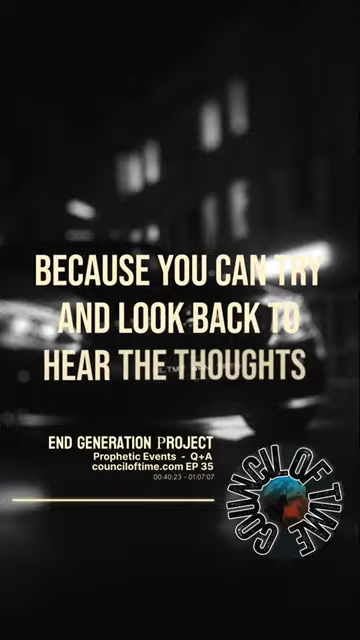 BECAUSE YOU CAN TRY
AND LOOK BACK TO
HEAR THE THOUGHTS
END GENERATION PROJECT
Prophetic Events - Q+A
counciloftime.com EP 35
00:40:23 - 01:07:07
COUNCIL OF TIME